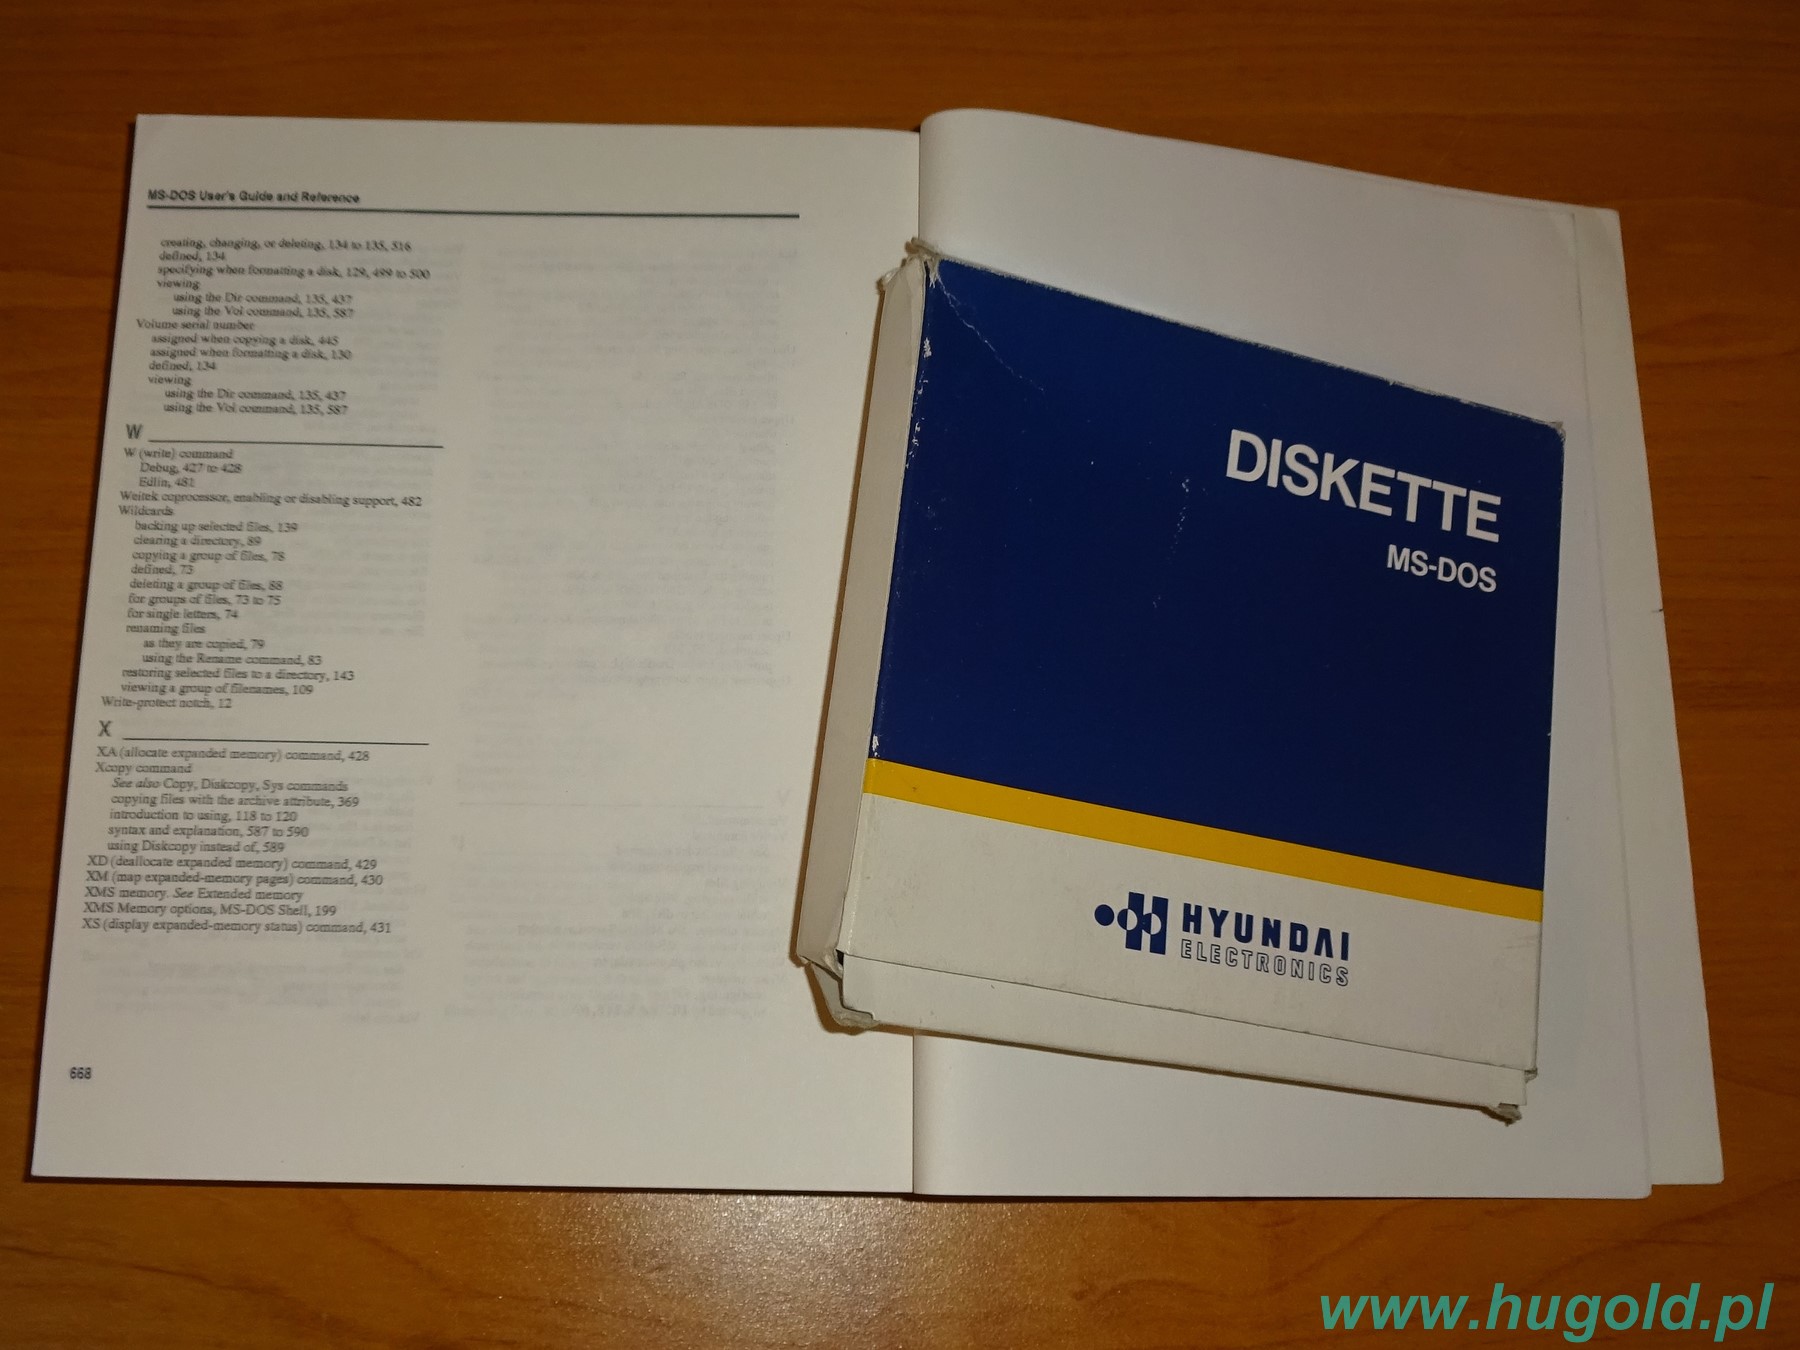 MS-DOS User's Guide and Reference
creating, changing, or deleting, 134 to 135, 516
defined, 134
specifying when formatting a disk, 129, 499 to 500
viewing
using the Dir command, 135, 437
using the Vol command, 135, 587
Volume serial number
assigned when copying a disk, 445
assigned when formatting a disk, 130
defined, 134
viewing
using the Dir command, 135, 437
using the Vol command, 135, 587
W
W (write) command
Debug, 427 to 428
Edlin, 481
Weitek coprocessor, enabling or disabling support, 482
Wildcards
backing up selected files, 139
clearing a directory, 89
copying a group of files, 78
defined, 73
deleting a group of files, 88
for groups of files, 73 to 75
for single letters, 74
renaming files
as they are copied, 79
using the Rename command, 83
restoring selected files to a directory, 143
viewing a group of filenames, 109
Write-protect notch, 12
X
XA (allocate expanded memory) command, 428
Xcopy command
See also Copy, Diskcopy, Sys commands
copying files with the archive attribute, 369
introduction to using, 118 to 120
syntax and explanation, 587 to 590
using Diskcopy instead of, 589
XD (deallocate expanded memory) command, 429
XM (map expanded-memory pages) command, 430
XMS memory. See Extended memory
XMS Memory options, MS-DOS Shell, 199
XS (display expanded-memory status) command, 431
668
DISKETTE
MS-DOS
HYUNDAI
ELECTRONICS
www.hugold.pl